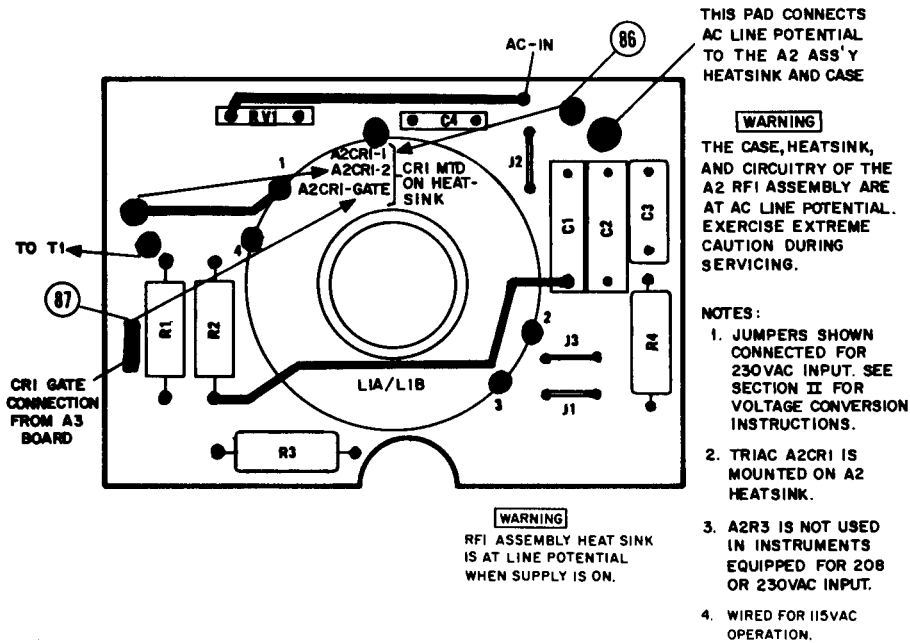 THIS PAD CONNECTS
AC LINE POTENTIAL
TO THE A2 ASS'Y
HEATSINK AND CASE
AC-IN
86
RV1
C4
A2CR1-1
A2CR1-2
A2CR1-GATE
CR1 MTD
ON HEAT-
SINK
J2
C1
C2
C3
1
4
TO T1
87
R1
R2
2
3
J3
J1
R4
L1A/L1B
R3
CR1 GATE
CONNECTION
FROM A3
BOARD
WARNING
THE CASE, HEATSINK,
AND CIRCUITRY OF THE
A2 RFI ASSEMBLY ARE
AT AC LINE POTENTIAL.
EXERCISE EXTREME
CAUTION DURING
SERVICING.
WARNING
RFI ASSEMBLY HEAT SINK
IS AT LINE POTENTIAL
WHEN SUPPLY IS ON.
NOTES:
1. JUMPERS SHOWN
CONNECTED FOR
230VAC INPUT. SEE
SECTION II FOR
VOLTAGE CONVERSION
INSTRUCTIONS.
2. TRIAC A2CR1 IS
MOUNTED ON A2
HEATSINK.
3. A2R3 IS NOT USED
IN INSTRUMENTS
EQUIPPED FOR 208
OR 230VAC INPUT.
4. WIRED FOR 115VAC
OPERATION.